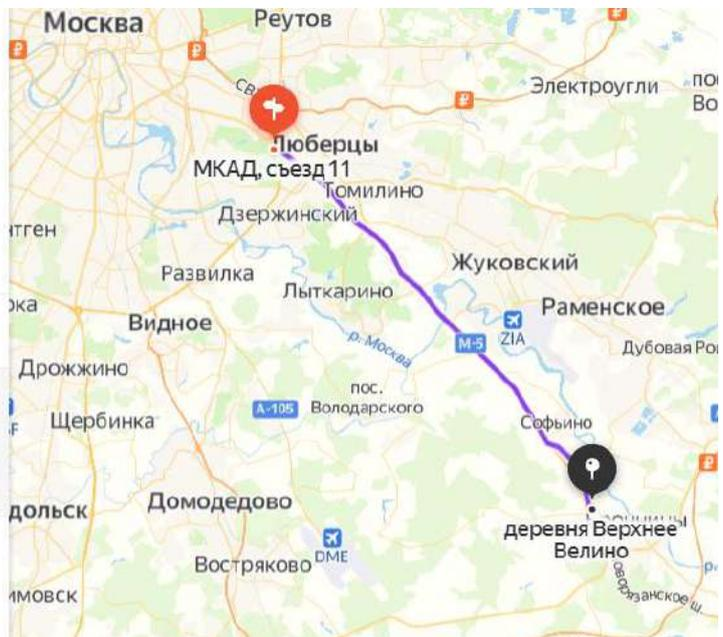 Москва
Реутов
₽
₽
₽
₽
Электроугли
СВ
Люберцы
МКАД, съезд 11
Томилино
Дзержинский
Жуковский
Развилка
Лыткарино
Раменское
Видное
ZIA
М-5
р. Москва
Дубовая
Дрожжино
пос.
Володарского
А-105
Щербинка
Софьино
₽
Домодедово
деревня Верхнее
Велино
Востряково
DME